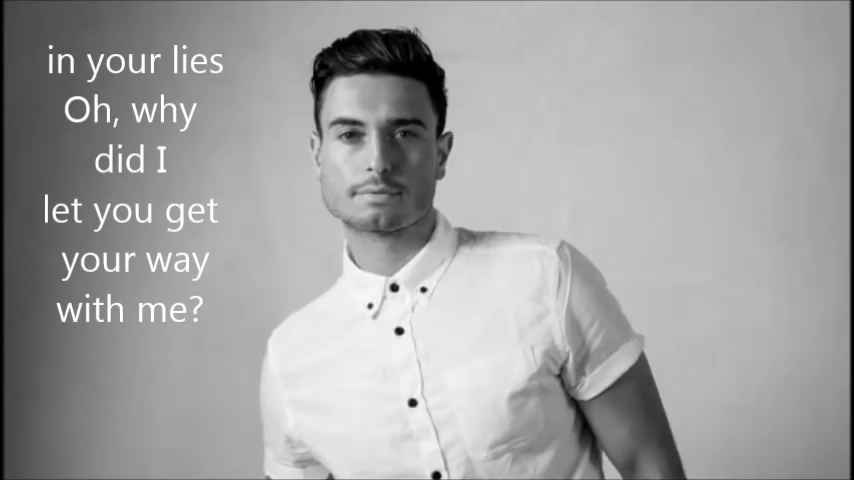 in your lies
Oh, why
did I
let you get
your way
with me?